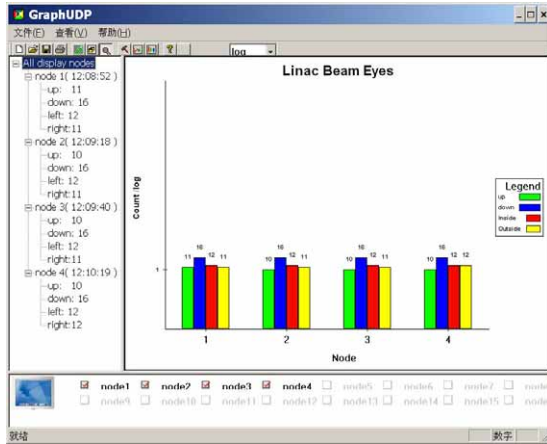 GraphUDP
文件(F) 查看(V) 帮助(H)
log
All display nodes
node 1( 12:08:52)
up: 11
down: 16
left: 12
right:11
node 2( 12:09:18)
up: 10
down: 16
left: 12
right:11
node 3( 12:09:40)
up: 10
down: 16
left: 12
right:11
node 4( 12:10:19)
up: 10
down: 16
left: 12
right:12
Linac Beam Eyes
Count:log
1
11 16 12 11
10 16 12 11
10 16 12 11
10 16 12 12
1 2 3 4
Node
Legend
up
down
Inside
Outside
node1 node2 node3 node4 node5 node6 node7 node
node9 node10 node11 node12 node13 node14 node15 node
就绪
数字